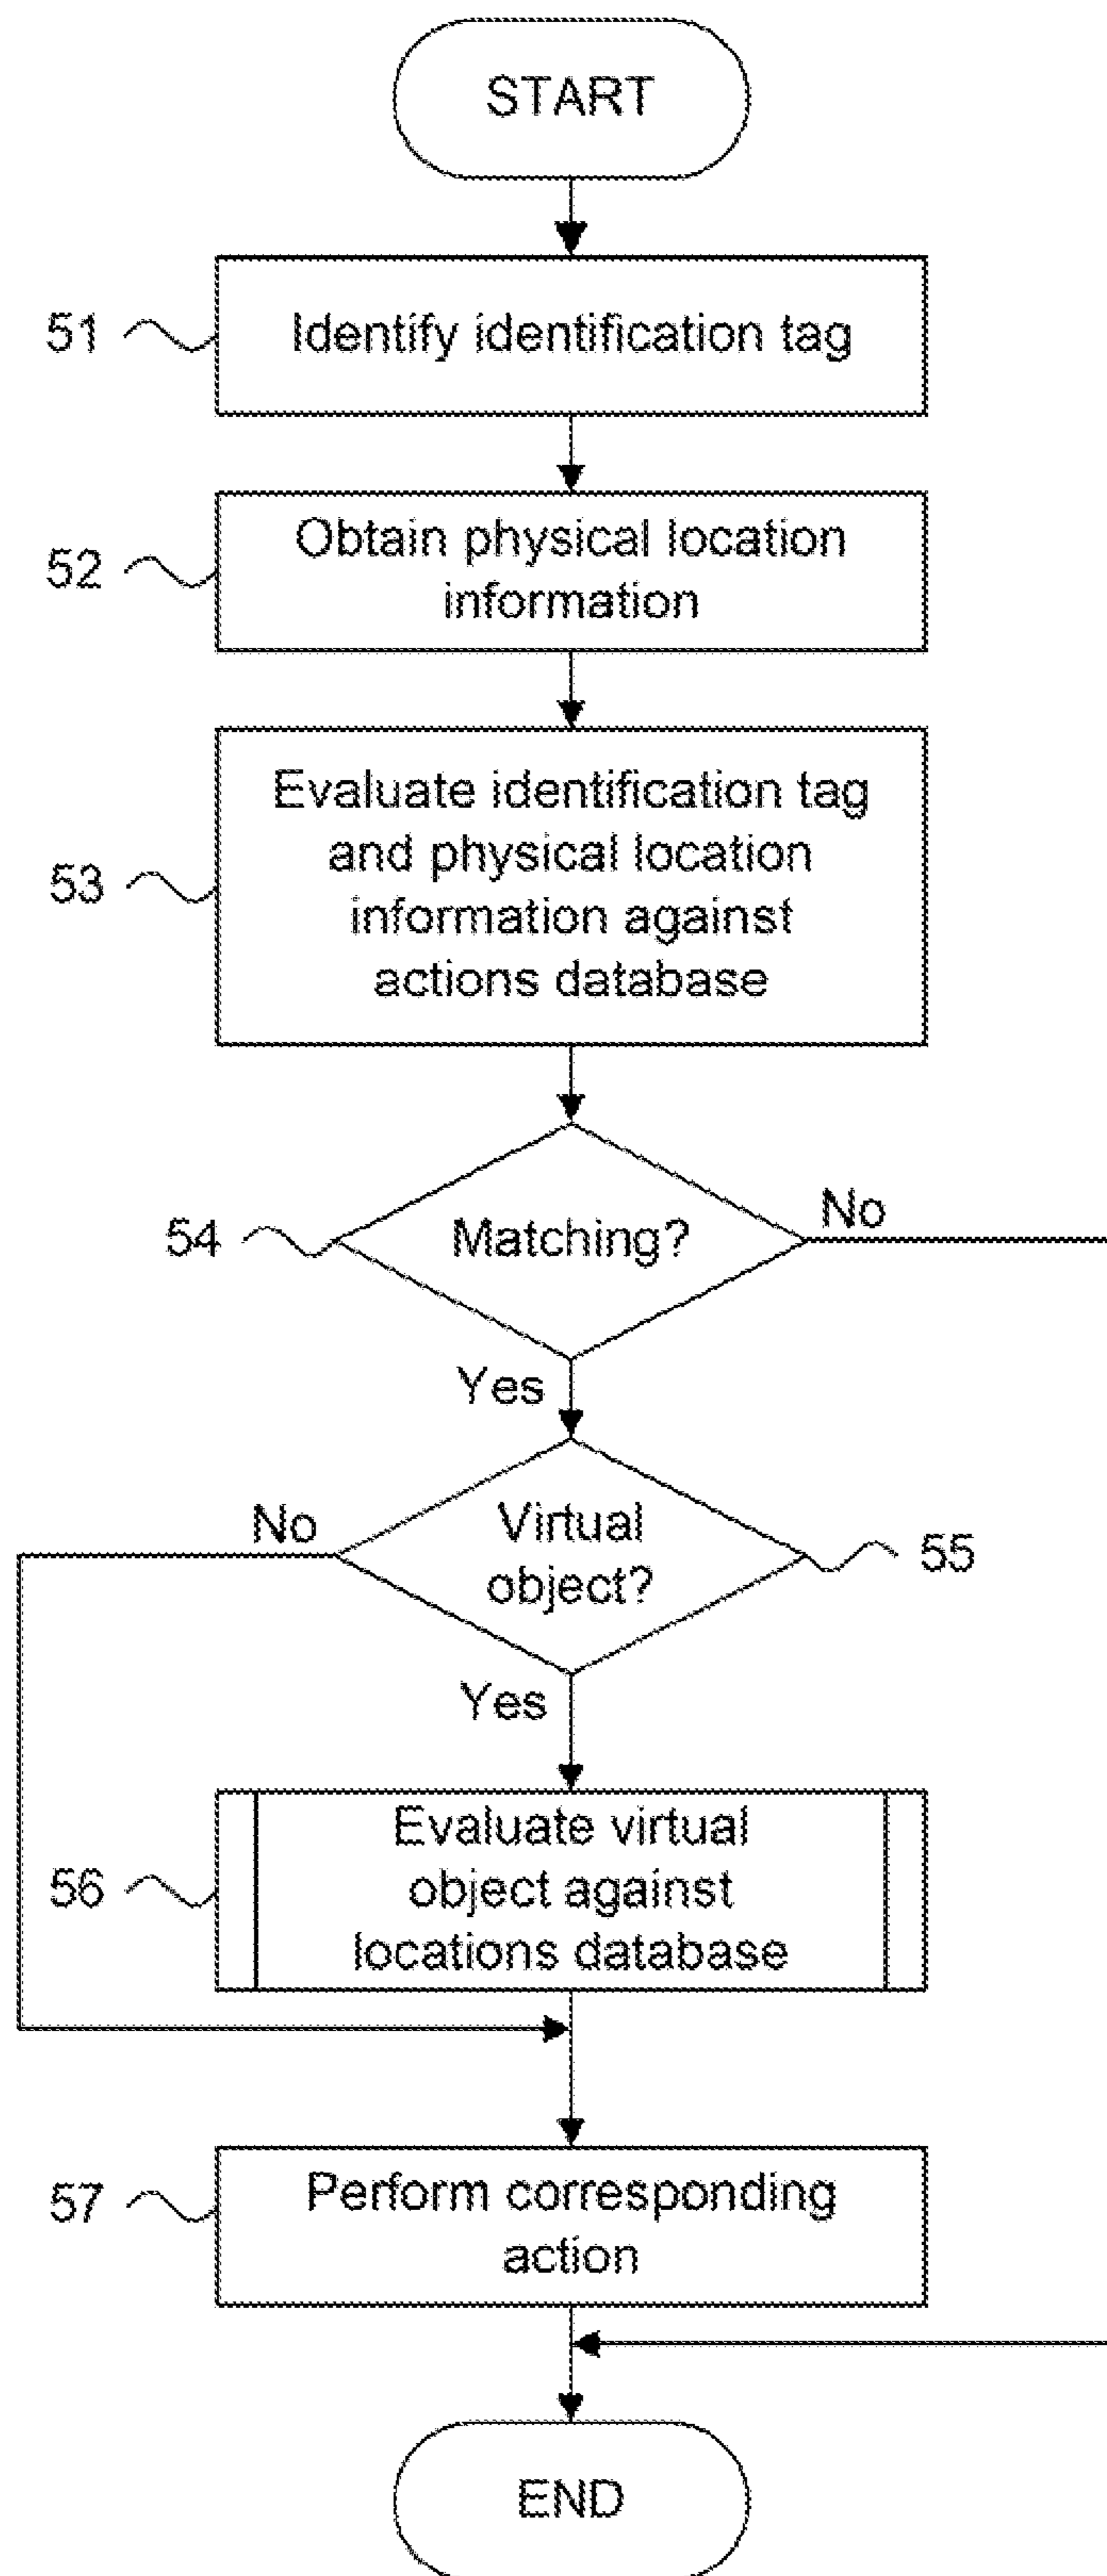 START
51
Identify identification tag
52
Obtain physical location
information
53
Evaluate identification tag
and physical location
information against
actions database
54
Matching?
No
Yes
No
Virtual
object?
55
Yes
56
Evaluate virtual
object against
locations database
57
Perform corresponding
action
END